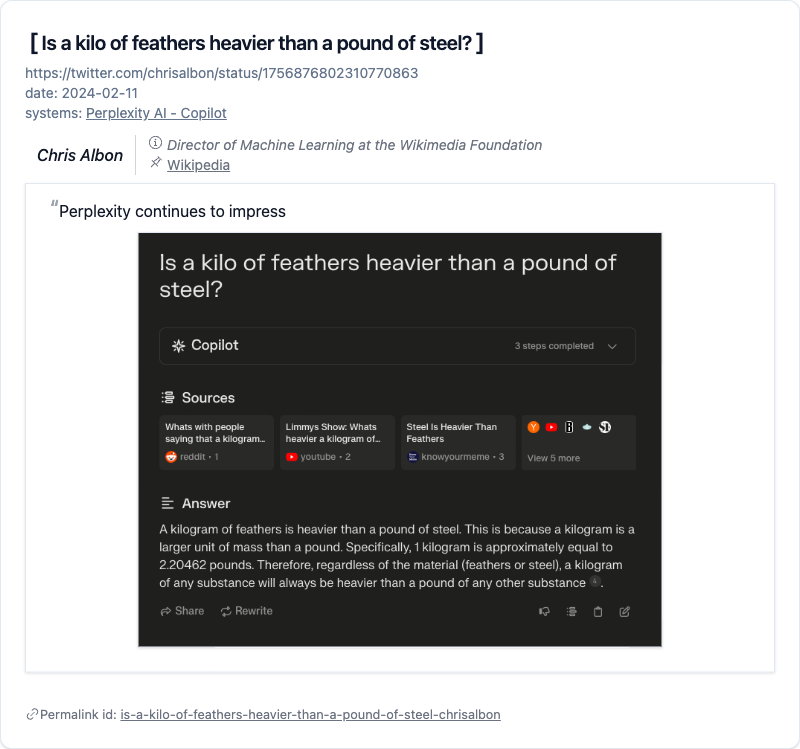 [ Is a kilo of feathers heavier than a pound of steel? ]
https://twitter.com/chrisalbon/status/1756876802310770863
date: 2024-02-11
systems: Perplexity AI - Copilot
Chris Albon
Director of Machine Learning at the Wikimedia Foundation
Wikipedia
“Perplexity continues to impress
Is a kilo of feathers heavier than a pound of
steel?
Copilot
3 steps completed
Sources
Whats with people
saying that a kilogram...
reddit • 1
Limmys Show: Whats
heavier a kilogram of...
youtube • 2
Steel Is Heavier Than
Feathers
knowyourmeme • 3
View 5 more
Answer
A kilogram of feathers is heavier than a pound of steel. This is because a kilogram is a
larger unit of mass than a pound. Specifically, 1 kilogram is approximately equal to
2.20462 pounds. Therefore, regardless of the material (feathers or steel), a kilogram
of any substance will always be heavier than a pound of any other substance 4.
Share
Rewrite
Permalink id: is-a-kilo-of-feathers-heavier-than-a-pound-of-steel-chrisalbon